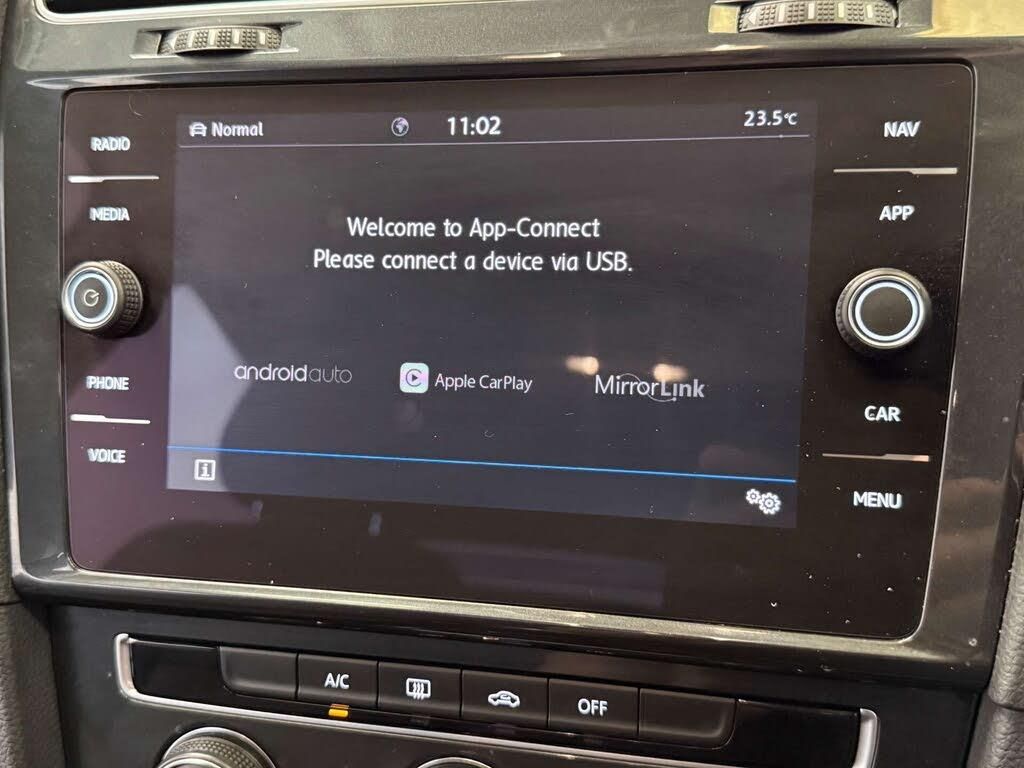 Normal 11:02 23.5°C
RADIO
MEDIA
PHONE
VOICE
Welcome to App-Connect
Please connect a device via USB.
androidauto Apple CarPlay MirrorLink
i
NAV
APP
CAR
MENU
A/C OFF